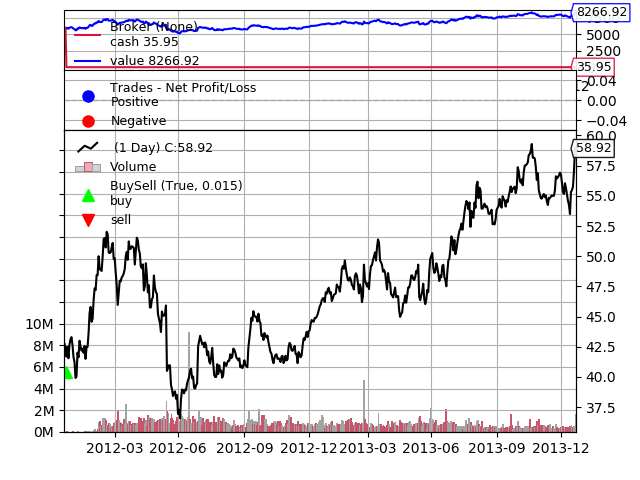 Broker (None)
cash 35.95
value 8266.92
8266.92
5000
2500
35.95
Trades - Net Profit/Loss
Positive
Negative
0.04
0.00
−0.04
(1 Day) C:58.92
Volume
BuySell (True, 0.015)
buy
sell
60.0
58.92
57.5
55.0
52.5
50.0
47.5
45.0
42.5
40.0
37.5
10M
8M
6M
4M
2M
0M
2012-03 2012-06 2012-09 2012-12 2013-03 2013-06 2013-09 2013-12